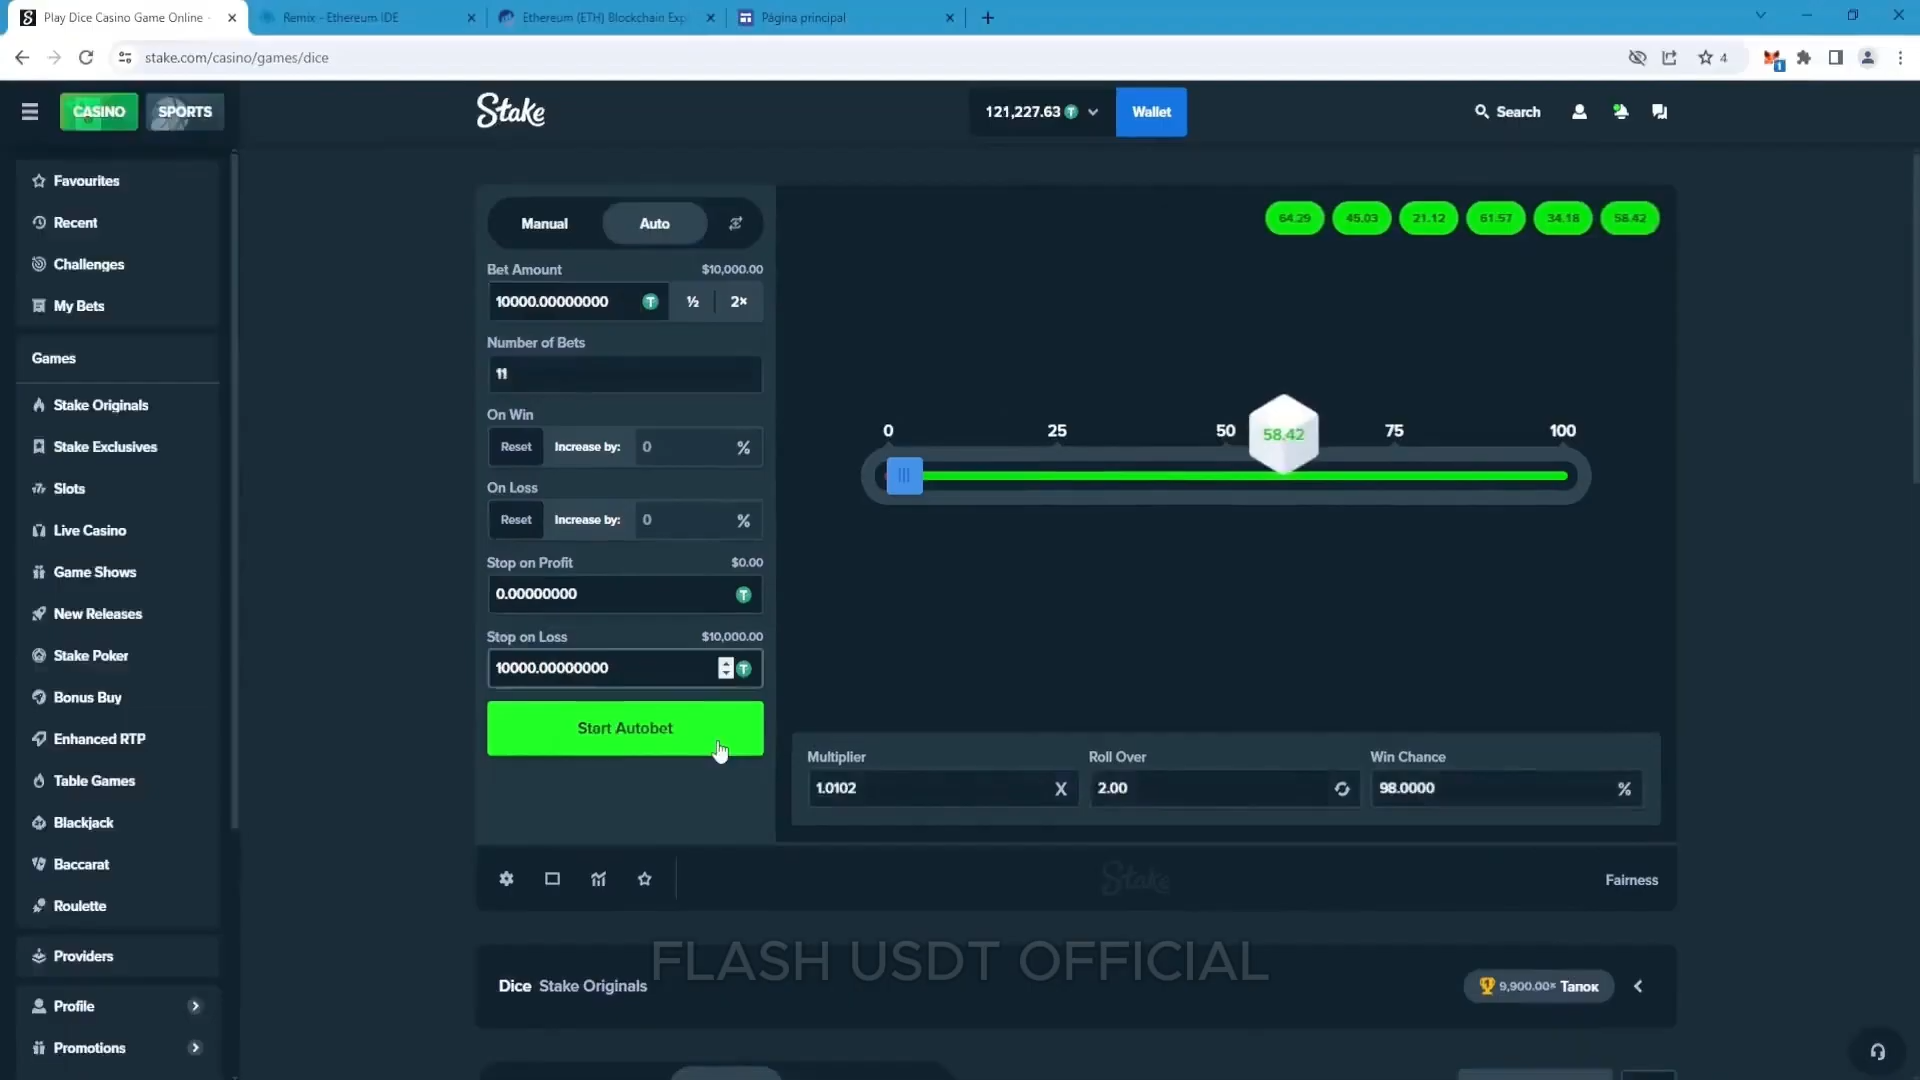 Play Dice Casino Game Online -
Remix - Ethereum IDE
Ethereum (ETH) Blockchain Exp
Página principal
stake.com/casino/games/dice
4
1
CASINO
SPORTS
Stake
121,227.63
Wallet
Search
Favourites
Recent
Challenges
My Bets
Games
Stake Originals
Stake Exclusives
Slots
Live Casino
Game Shows
New Releases
Stake Poker
Bonus Buy
Enhanced RTP
Table Games
Blackjack
Baccarat
Roulette
Providers
Profile
Promotions
Manual
Auto
Bet Amount
$10,000.00
10000.00000000
½
2×
Number of Bets
11
On Win
Reset
Increase by:
0
%
On Loss
Reset
Increase by:
0
%
Stop on Profit
$0.00
0.00000000
Stop on Loss
$10,000.00
10000.00000000
Start Autobet
64.29
45.03
21.12
61.57
34.18
58.42
0
25
50
75
100
58.42
Multiplier
1.0102
X
Roll Over
2.00
Win Chance
98.0000
%
Stake
Fairness
FLASH USDT OFFICIAL
Dice Stake Originals
9,900.00× Тапок